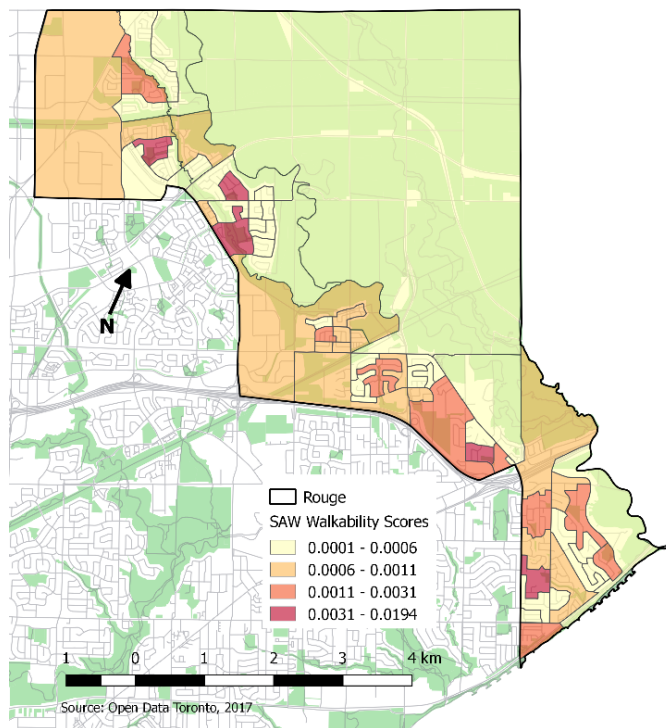 N
Rouge
SAW Walkability Scores
0.0001 - 0.0006
0.0006 - 0.0011
0.0011 - 0.0031
0.0031 - 0.0194
1 0 1 2 3 4 km
Source: Open Data Toronto, 2017